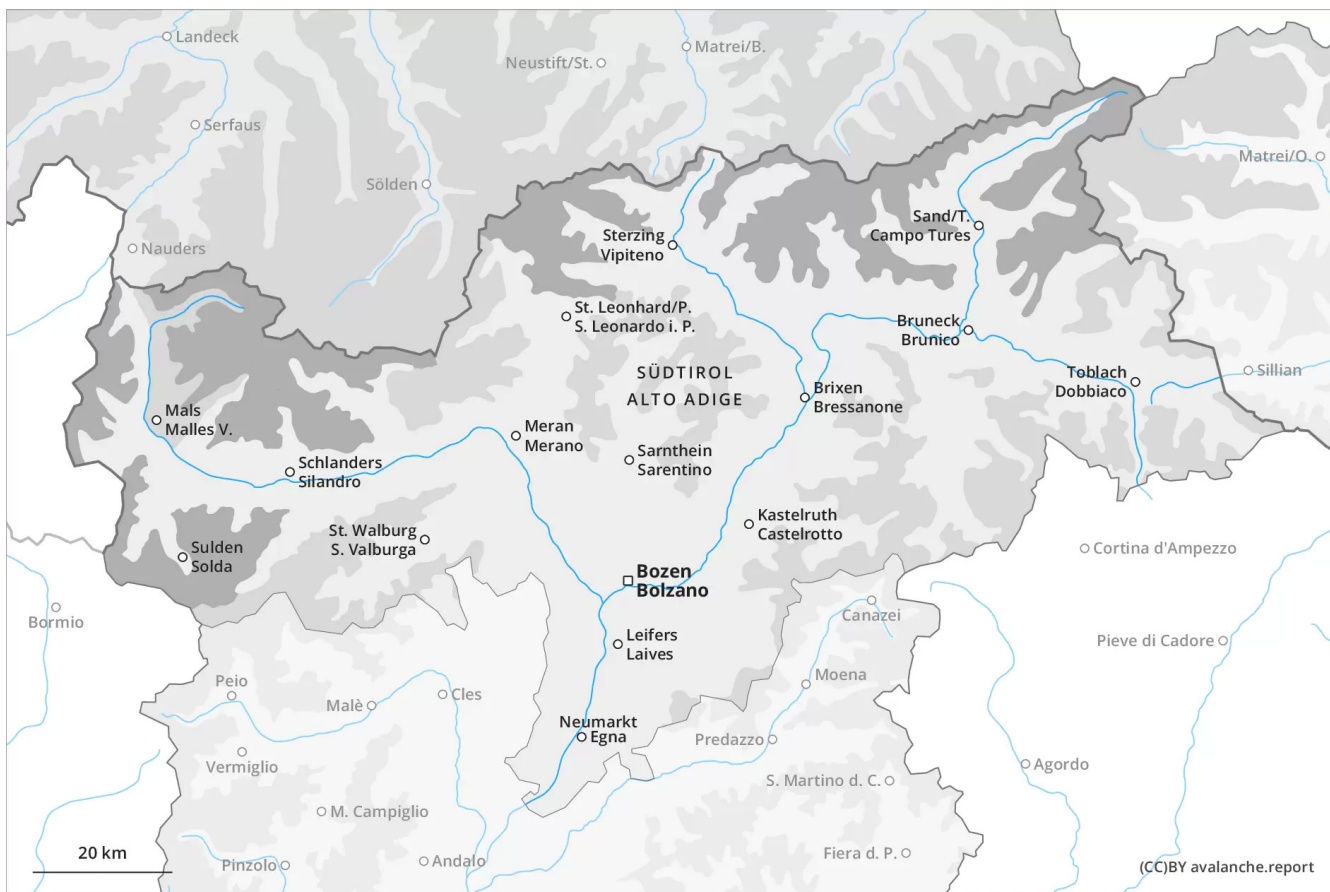 Landeck
Matrei/B.
Neustift/St.
Serfaus
Matrei/O.
Sölden
Sand/T.
Campo Tures
Sterzing
Vipiteno
Nauders
St. Leonhard/P.
S. Leonardo i. P.
Bruneck
Brunico
SÜDTIROL
ALTO ADIGE
Toblach
Dobbiaco
Sillian
Brixen
Bressanone
Mals
Malles V.
Meran
Merano
Schlanders
Silandro
Sarnthein
Sarentino
St. Walburg
S. Valburga
Kastelruth
Castelrotto
Sulden
Solda
Cortina d'Ampezzo
Bozen
Bolzano
Bormio
Canazei
Leifers
Laives
Pieve di Cadore
Peio
Moena
Malè
Cles
Neumarkt
Egna
Predazzo
Vermiglio
Agordo
S. Martino d. C.
M. Campiglio
20 km
Pinzolo
Andalo
Fiera d. P.
(CC)BY avalanche.report